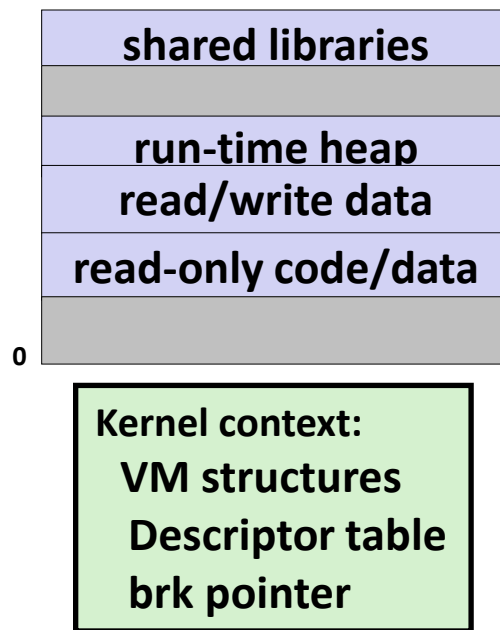 shared libraries
run-time heap
read/write data
read-only code/data
0
Kernel context:
VM structures
Descriptor table
brk pointer